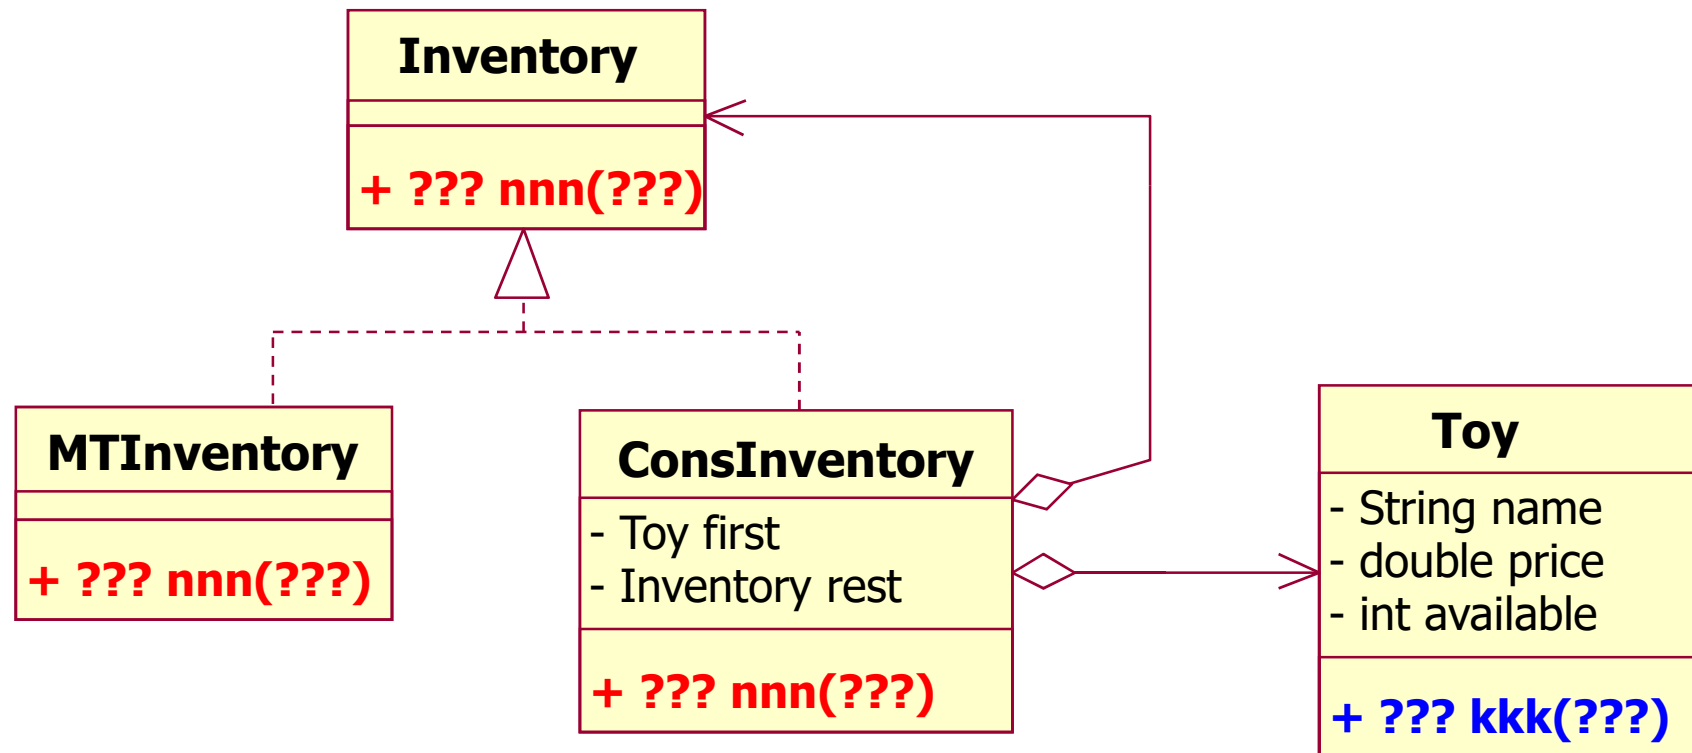 Inventory
+ ??? nnn(???)
MTInventory
+ ??? nnn(???)
ConsInventory
- Toy first
- Inventory rest
+ ??? nnn(???)
Toy
- String name
- double price
- int available
+ ??? kkk(???)